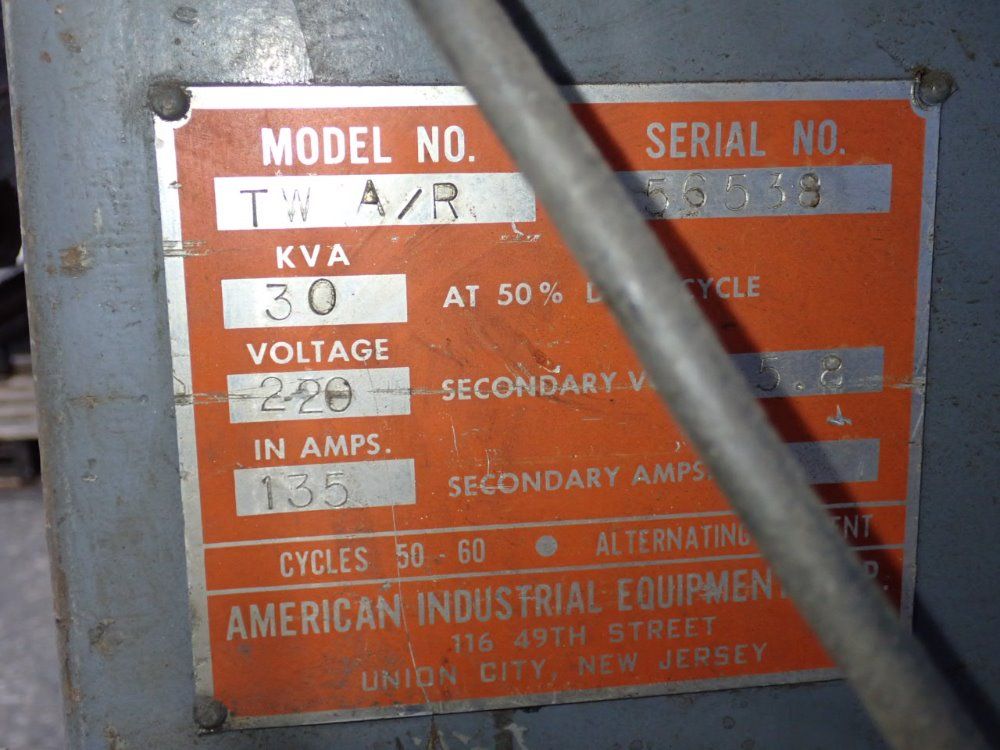 MODEL NO. SERIAL NO.
TW A/R 56538
KVA
30 AT 50% CYCLE
VOLTAGE
220 SECONDARY 5.8
IN AMPS.
135 SECONDARY AMPS.
CYCLES 50 - 60 ALTERNATING
AMERICAN INDUSTRIAL EQUIPMENT
116 49TH STREET
UNION CITY, NEW JERSEY